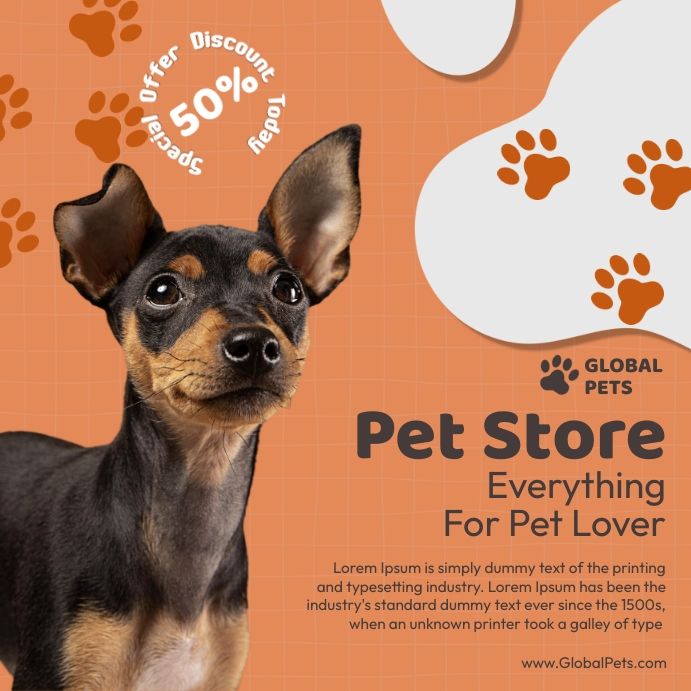 Special Offer Discount Today
50%
GLOBAL
PETS
Pet Store
Everything
For Pet Lover
Lorem Ipsum is simply dummy text of the printing
and typesetting industry. Lorem Ipsum has been the
industry's standard dummy text ever since the 1500s,
when an unknown printer took a galley of type
www.GlobalPets.com